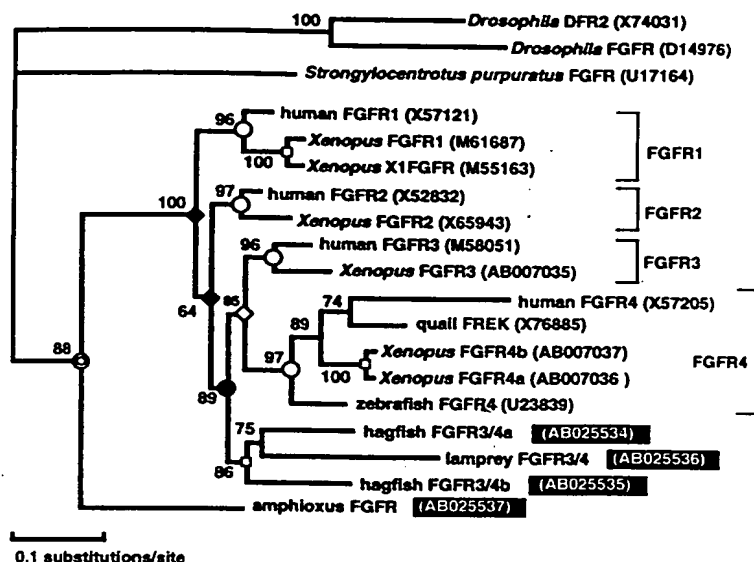 100
Drosophila DFR2 (X74031)
Drosophila FGFR (D14976)
Strongylocentrotus purpuratus FGFR (U17164)
96
human FGFR1 (X57121)
Xenopus FGFR1 (M61687)
100
Xenopus X1FGFR (M55163)
FGFR1
100
97
human FGFR2 (X52832)
Xenopus FGFR2 (X65943)
FGFR2
96
human FGFR3 (M58051)
Xenopus FGFR3 (AB007035)
FGFR3
64
85
74
human FGFR4 (X57205)
89
quail FREK (X76885)
88
97
Xenopus FGFR4b (AB007037)
100
Xenopus FGFR4a (AB007036 )
FGFR4
89
zebrafish FGFR4 (U23839)
75
hagfish FGFR3/4a (AB025534)
86
lamprey FGFR3/4 (AB025536)
hagfish FGFR3/4b (AB025535)
amphioxus FGFR (AB025537)
0.1 substitutions/site